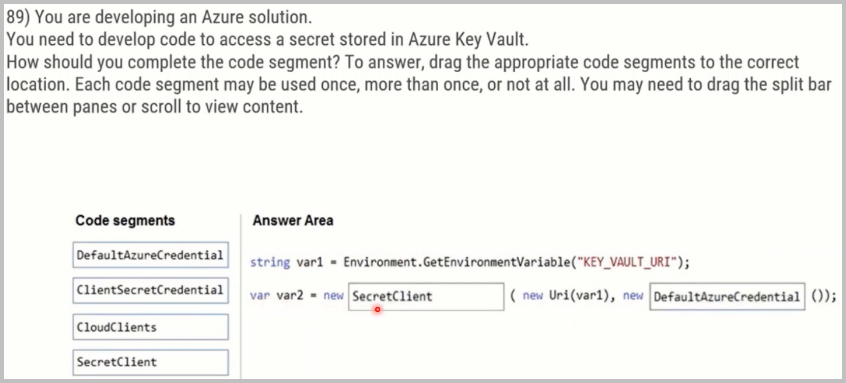 89) You are developing an Azure solution.
You need to develop code to access a secret stored in Azure Key Vault.
How should you complete the code segment? To answer, drag the appropriate code segments to the correct
location. Each code segment may be used once, more than once, or not at all. You may need to drag the split bar
between panes or scroll to view content.
Code segments
DefaultAzureCredential
ClientSecretCredential
CloudClients
SecretClient
Answer Area
string var1 = Environment.GetEnvironmentVariable("KEY_VAULT_URI");
var var2 = new SecretClient ( new Uri(var1), new DefaultAzureCredential ());